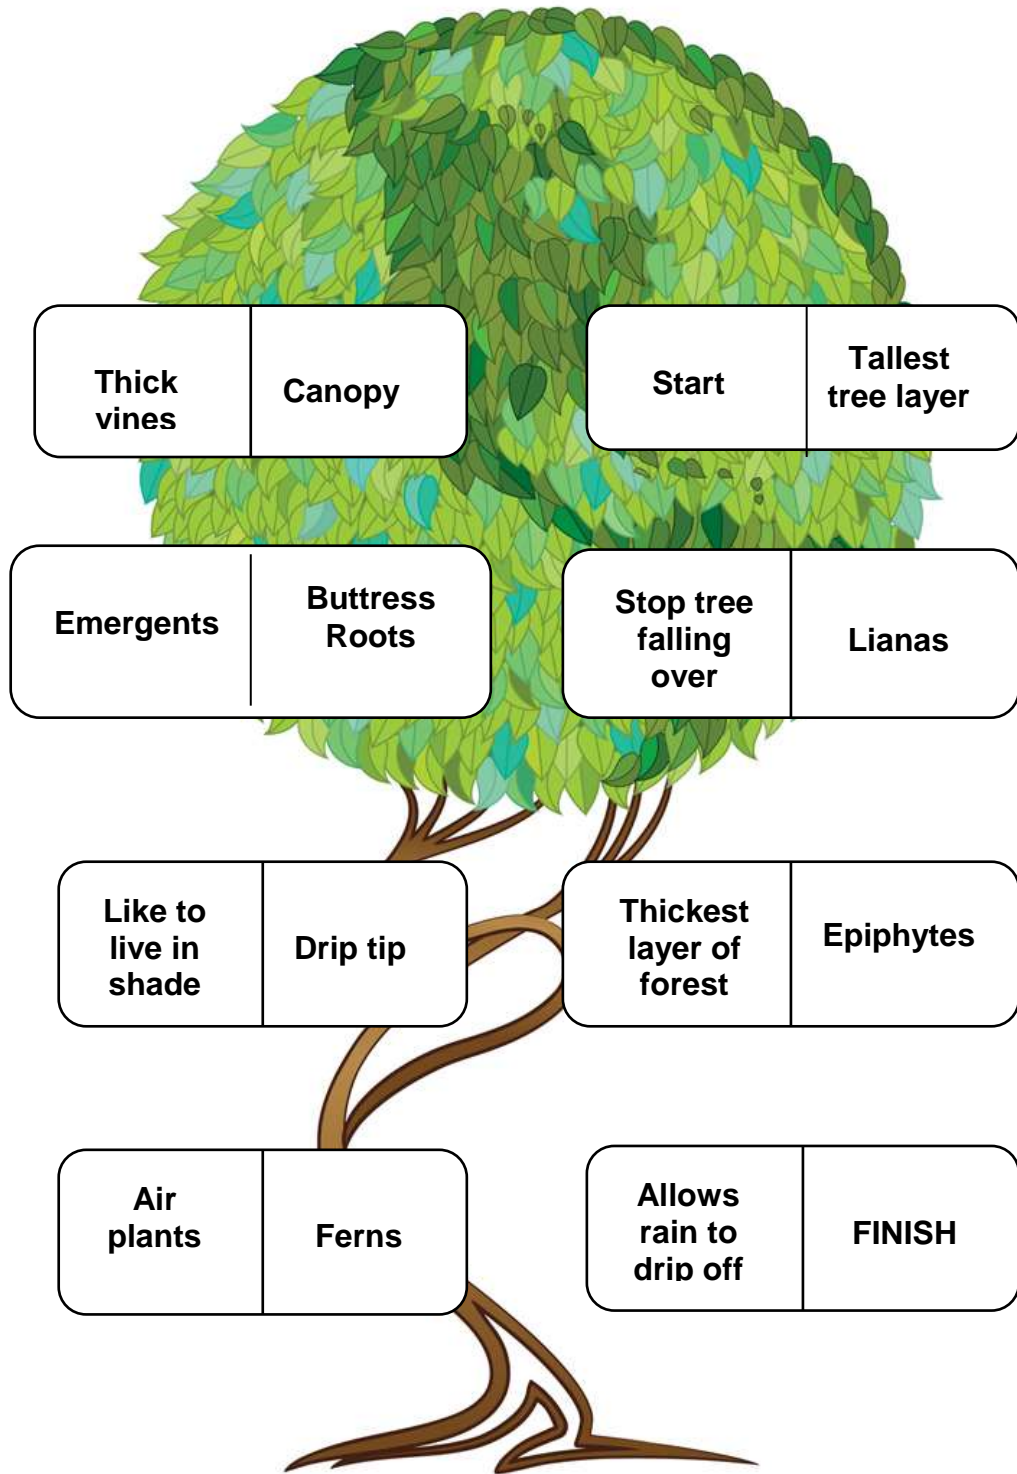 Thick
vines
Canopy
Start
Tallest
tree layer
Emergents
Buttress
Roots
Stop tree
falling
over
Lianas
Like to
live in
shade
Drip tip
Thickest
layer of
forest
Epiphytes
Air
plants
Ferns
Allows
rain to
drip off
FINISH